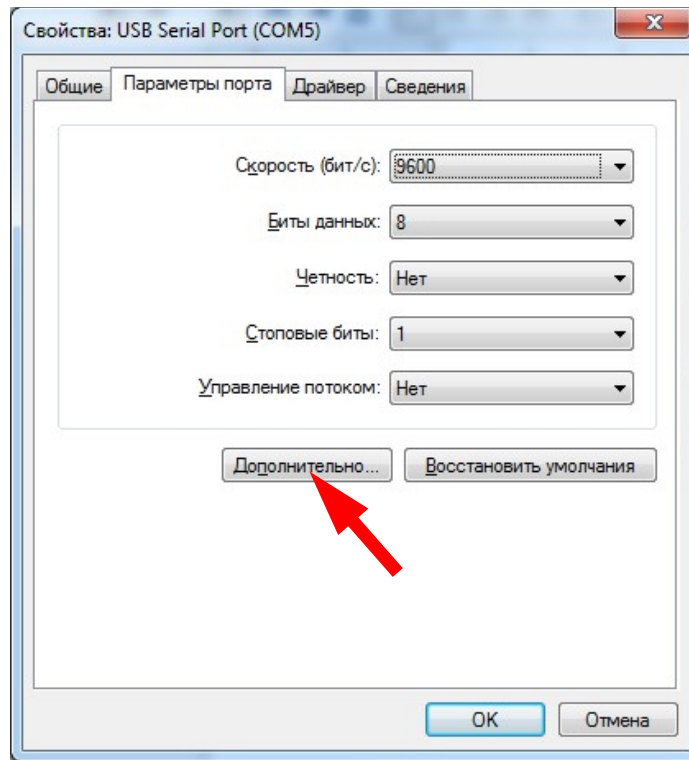 Свойства: USB Serial Port (COM5)
Общие Параметры порта Драйвер Сведения
Скорость (бит/с): 9600
Биты данных: 8
Четность: Нет
Стоповые биты: 1
Управление потоком: Нет
Дополнительно... Восстановить умолчания
OK Отмена